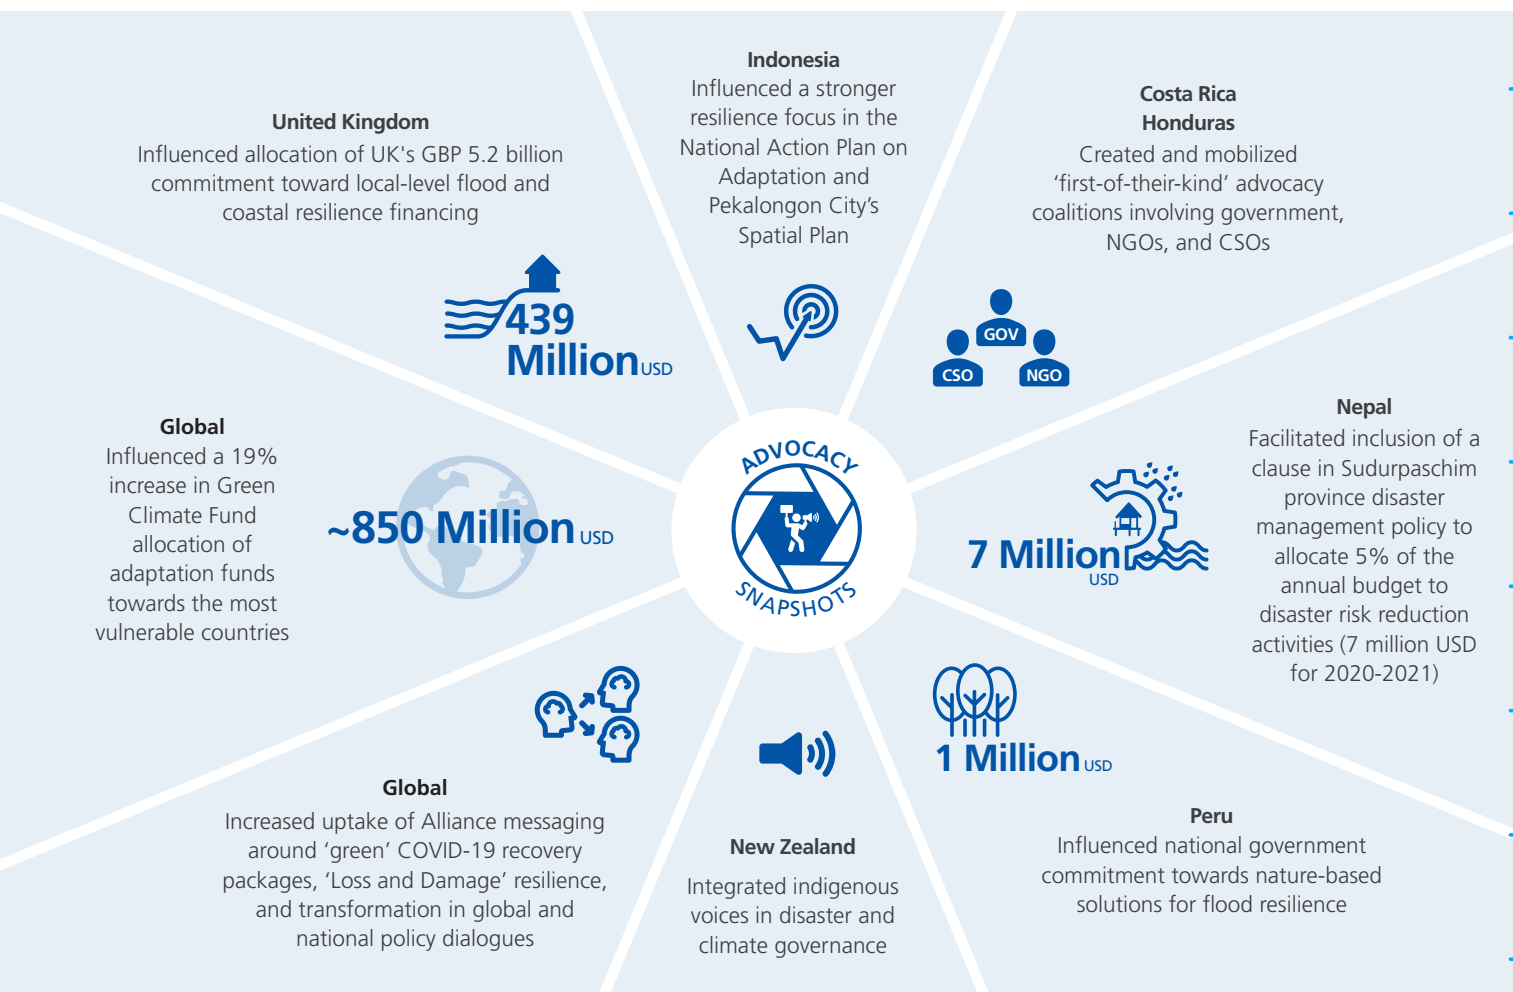 United Kingdom
Influenced allocation of UK's GBP 5.2 billion
commitment toward local-level flood and
coastal resilience financing
439
Million USD
Indonesia
Influenced a stronger
resilience focus in the
National Action Plan on
Adaptation and
Pekalongon City’s
Spatial Plan
Costa Rica
Honduras
Created and mobilized
‘first-of-their-kind’ advocacy
coalitions involving government,
NGOs, and CSOs
GOV
CSO
NGO
Global
Influenced a 19%
increase in Green
Climate Fund
allocation of
adaptation funds
towards the most
vulnerable countries
~850 Million USD
ADVOCACY
SNAPSHOTS
Nepal
Facilitated inclusion of a
clause in Sudurpaschim
province disaster
management policy to
allocate 5% of the
annual budget to
disaster risk reduction
activities (7 million USD
for 2020-2021)
7 Million
USD
Global
Increased uptake of Alliance messaging
around ‘green’ COVID-19 recovery
packages, ‘Loss and Damage’ resilience,
and transformation in global and
national policy dialogues
New Zealand
Integrated indigenous
voices in disaster and
climate governance
1 Million USD
Peru
Influenced national government
commitment towards nature-based
solutions for flood resilience